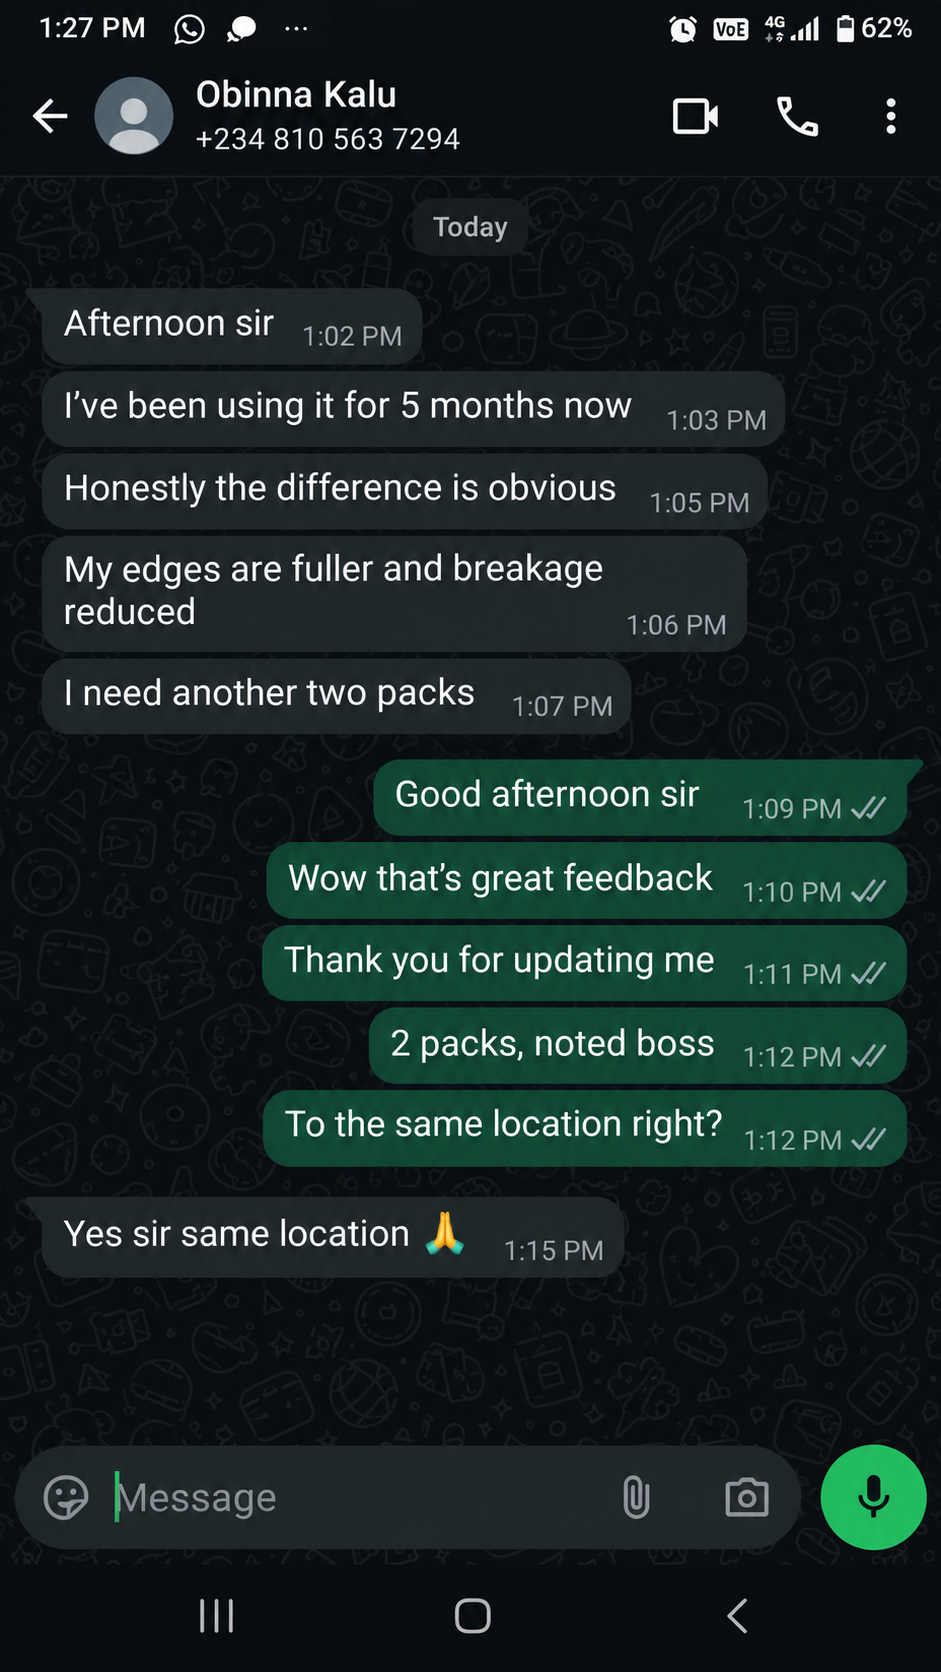 1:27 PM
VoE 4G 62%
Obinna Kalu
+234 810 563 7294
Today
Afternoon sir 1:02 PM
I’ve been using it for 5 months now 1:03 PM
Honestly the difference is obvious 1:05 PM
My edges are fuller and breakage
reduced 1:06 PM
I need another two packs 1:07 PM
Good afternoon sir 1:09 PM
Wow that’s great feedback 1:10 PM
Thank you for updating me 1:11 PM
2 packs, noted boss 1:12 PM
To the same location right? 1:12 PM
Yes sir same location 🙏 1:15 PM
Message